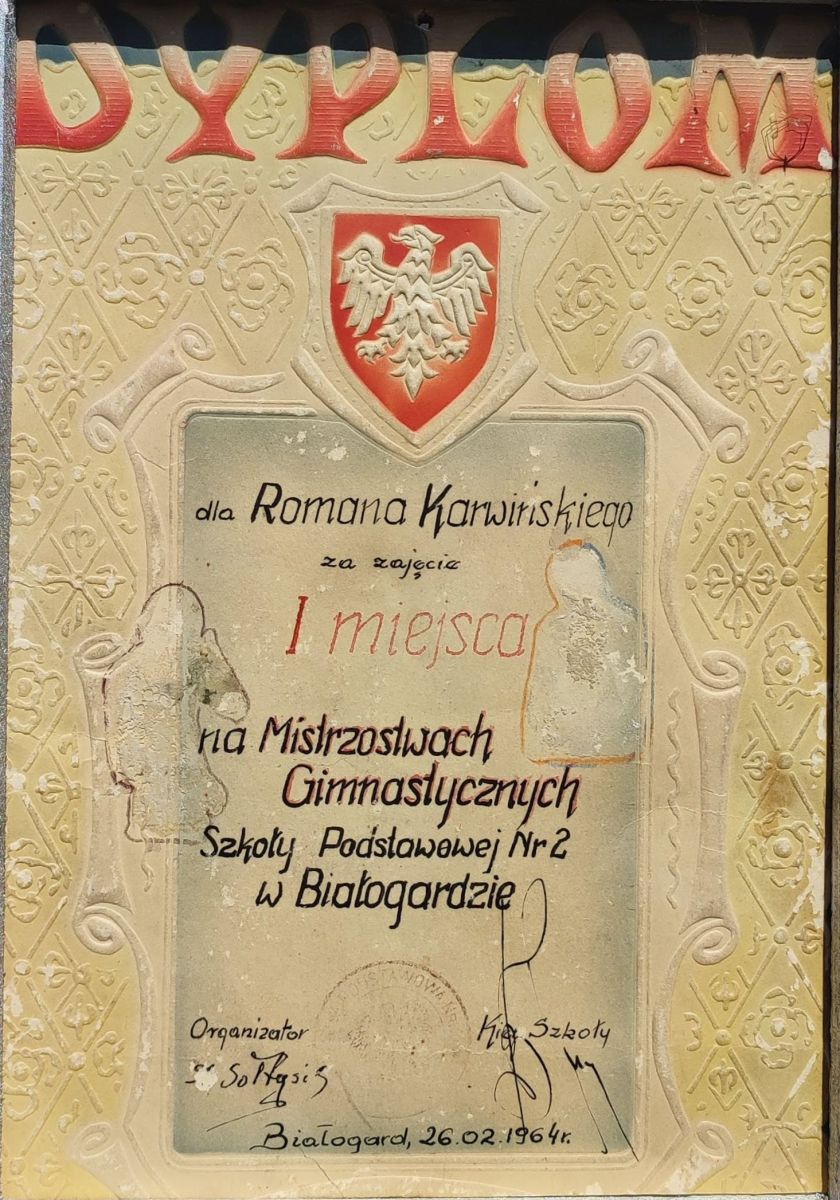 DYPLOM
dla Romana Karwińskiego
za zajęcie
I miejsca
na Mistrzostwach
Gimnastycznych
Szkoły Podstawowej Nr 2
w Białogardzie
Organizator
Kier. Szkoły
Białogard, 26.02.1964r.